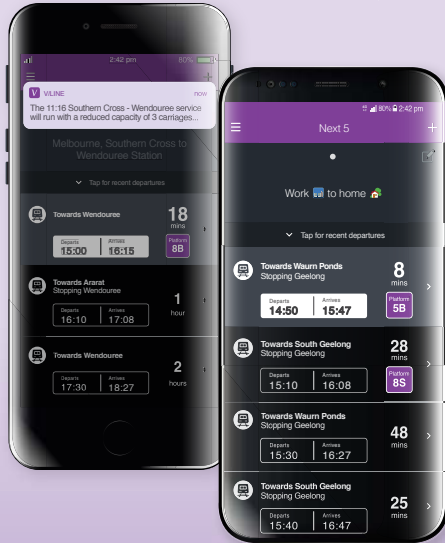 2:42 pm
80%
V/LINE
now
The 11:16 Southern Cross - Wendouree service
will run with a reduced capacity of 3 carriages...
Melbourne, Southern Cross to
Wendouree Station
Tap for recent departures
Towards Wendouree
18
mins
Departs
Arrives
15:00
16:15
Platform
8B
Towards Ararat
Stopping Wendouree
1
hour
Departs
Arrives
16:10
17:08
Towards Wendouree
2
hours
Departs
Arrives
17:30
18:27
80%
2:42 pm
Next 5
Work to home
Tap for recent departures
Towards Waurn Ponds
Stopping Geelong
8
mins
Departs
Arrives
14:50
15:47
Platform
5B
Towards South Geelong
Stopping Geelong
28
mins
Departs
Arrives
15:10
16:08
Platform
8S
Towards Waurn Ponds
Stopping Geelong
48
mins
Departs
Arrives
15:30
16:27
Towards South Geelong
Stopping Geelong
25
mins
Departs
Arrives
15:40
16:47